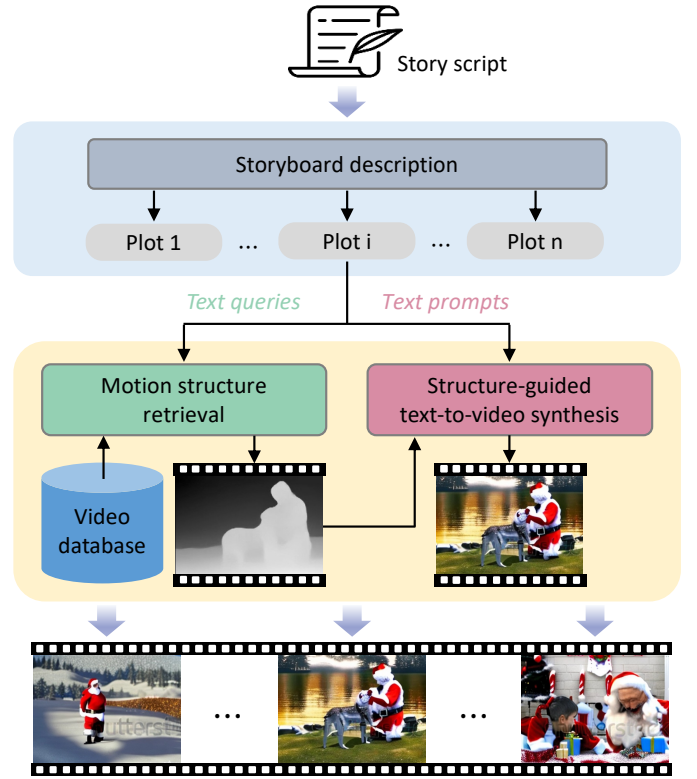 Story script
Storyboard description
Plot 1
...
Plot i
...
Plot n
Text queries
Text prompts
Motion structure
retrieval
Structure-guided
text-to-video synthesis
Video
database
...
...